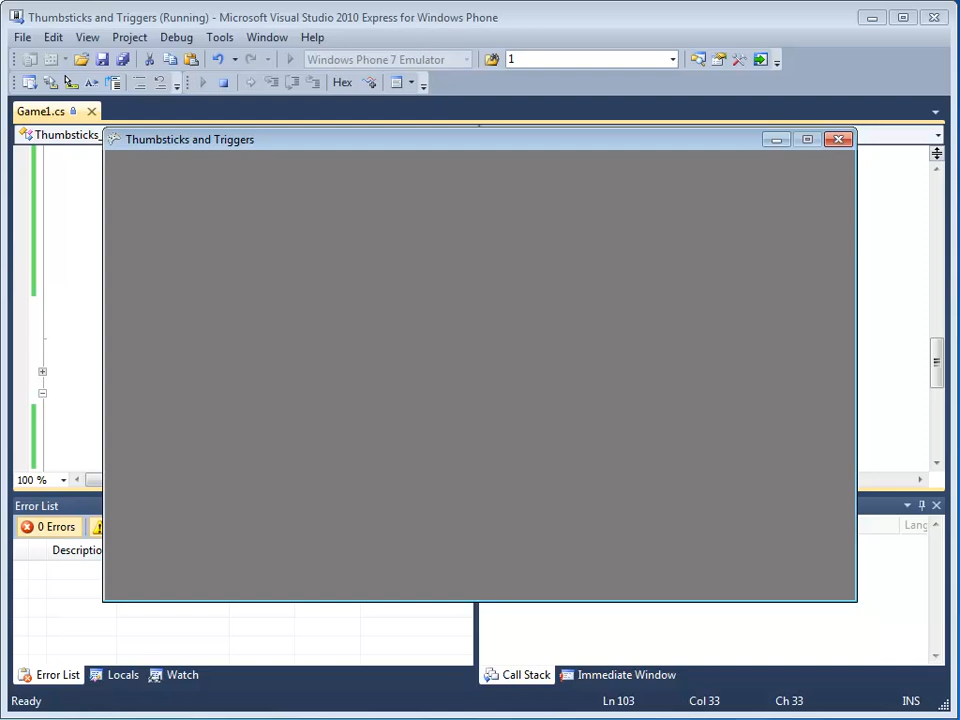 Thumbsticks and Triggers (Running) - Microsoft Visual Studio 2010 Express for Windows Phone
File Edit View Project Debug Tools Window Help
Windows Phone 7 Emulator 1
Hex
Game1.cs
Thumbsticks_
Thumbsticks and Triggers
100 %
Error List
0 Errors
Lang
Descriptio
Error List Locals Watch Call Stack Immediate Window
Ready Ln 103 Col 33 Ch 33 INS